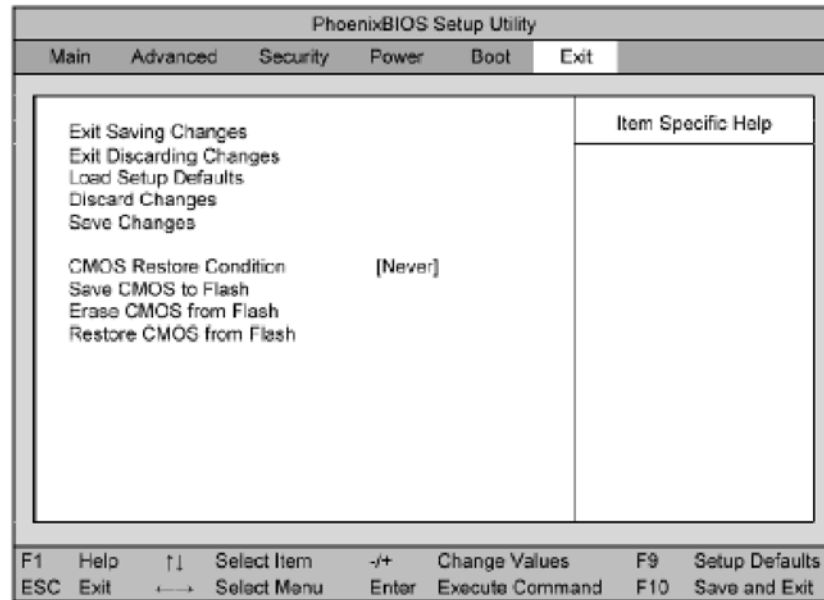 PhoenixBIOS Setup Utility
Main Advanced Security Power Boot Exit
Item Specific Help
Exit Saving Changes
Exit Discarding Changes
Load Setup Defaults
Discard Changes
Save Changes
CMOS Restore Condition [Never]
Save CMOS to Flash
Erase CMOS from Flash
Restore CMOS from Flash
F1 Help ↑↓ Select Item -/+ Change Values F9 Setup Defaults
ESC Exit ←→ Select Menu Enter Execute Command F10 Save and Exit